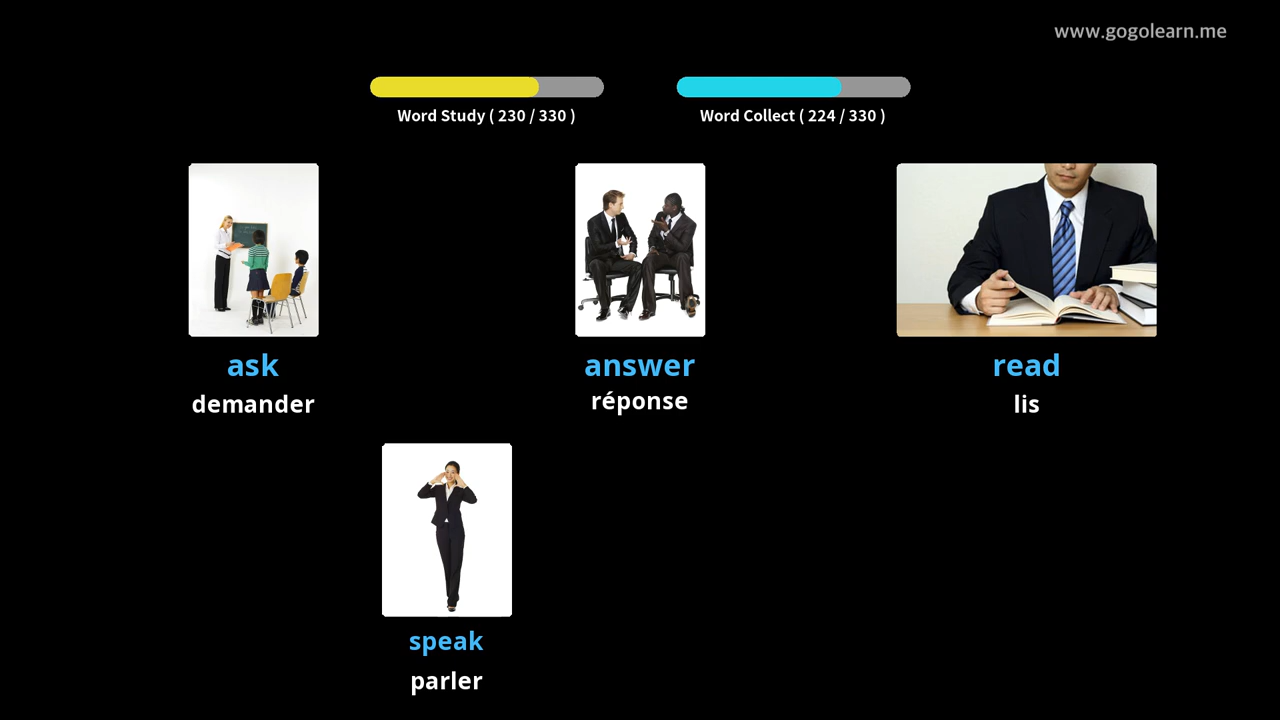 www.gogolearn.me
Word Study ( 230 / 330 )
Word Collect ( 224 / 330 )
ask
demander
answer
réponse
read
lis
speak
parler